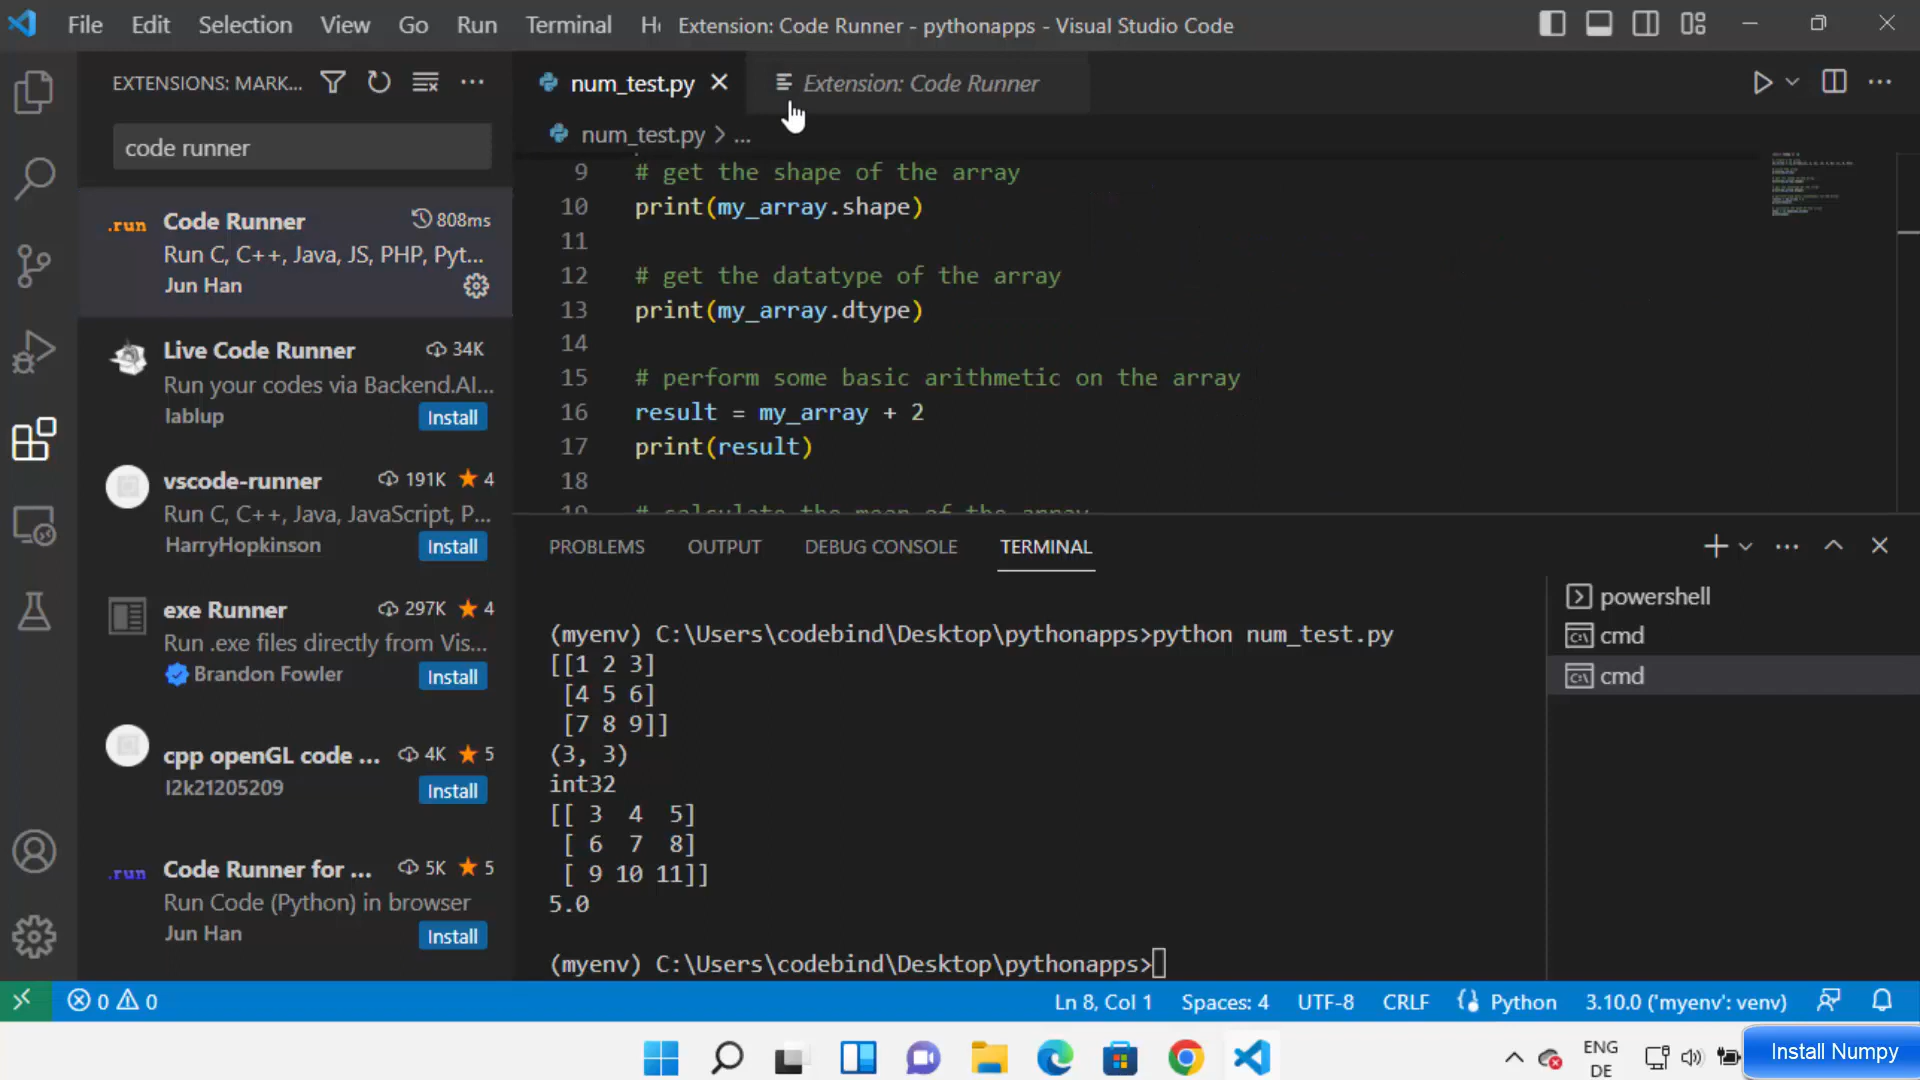 File Edit Selection View Go Run Terminal He Extension: Code Runner - pythonapps - Visual Studio Code
EXTENSIONS: MARK...
code runner
.run Code Runner 808ms
Run C, C++, Java, JS, PHP, Pyt...
Jun Han
Live Code Runner 34K
Run your codes via Backend.AI...
lablup Install
vscode-runner 191K ★ 4
Run C, C++, Java, JavaScript, P...
HarryHopkinson Install
exe Runner 297K ★ 4
Run .exe files directly from Vis...
Brandon Fowler Install
cpp openGL code ... 4K ★ 5
l2k21205209 Install
.run Code Runner for ... 5K ★ 5
Run Code (Python) in browser
Jun Han Install
num_test.py Extension: Code Runner
num_test.py > ...
9 # get the shape of the array
10 print(my_array.shape)
11
12 # get the datatype of the array
13 print(my_array.dtype)
14
15 # perform some basic arithmetic on the array
16 result = my_array + 2
17 print(result)
18
19 # calculate the mean of the array
PROBLEMS OUTPUT DEBUG CONSOLE TERMINAL
(myenv) C:\Users\codebind\Desktop\pythonapps>python num_test.py
[[1 2 3]
[4 5 6]
[7 8 9]]
(3, 3)
int32
[[ 3 4 5]
[ 6 7 8]
[ 9 10 11]]
5.0
(myenv) C:\Users\codebind\Desktop\pythonapps>
powershell
cmd
cmd
0 0 Ln 8, Col 1 Spaces: 4 UTF-8 CRLF Python 3.10.0 ('myenv': venv)
ENG
DE
Install Numpy